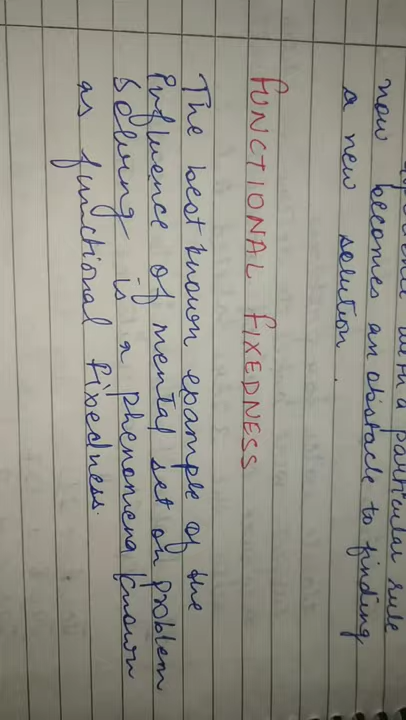 with a particular rule
now becomes an obstacle to finding
a new solution.
FUNCTIONAL FIXEDNESS
The best known example of the
influence of mental set on problem
solving is a phenomena known
as functional fixedness.